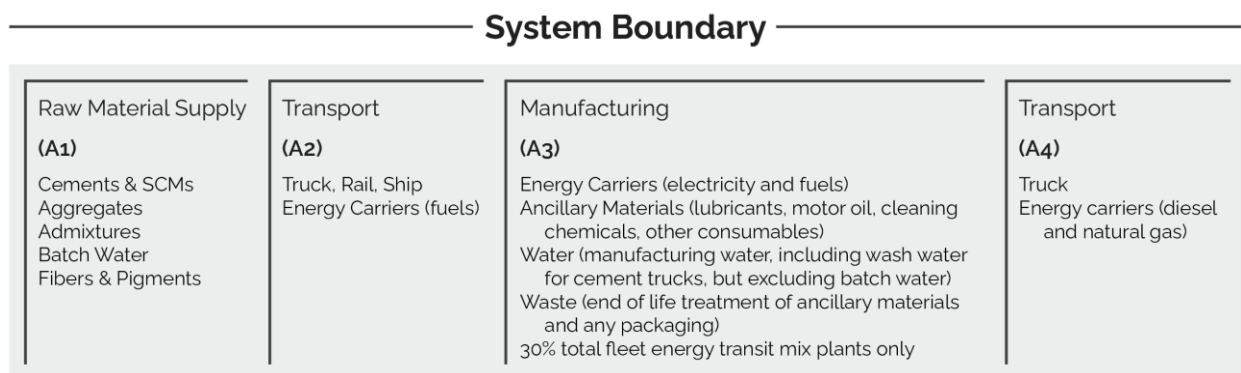 System Boundary
Raw Material Supply
(A1)
Cements & SCMs
Aggregates
Admixtures
Batch Water
Fibers & Pigments
Transport
(A2)
Truck, Rail, Ship
Energy Carriers (fuels)
Manufacturing
(A3)
Energy Carriers (electricity and fuels)
Ancillary Materials (lubricants, motor oil, cleaning
chemicals, other consumables)
Water (manufacturing water, including wash water
for cement trucks, but excluding batch water)
Waste (end of life treatment of ancillary materials
and any packaging)
30% total fleet energy transit mix plants only
Transport
(A4)
Truck
Energy carriers (diesel
and natural gas)